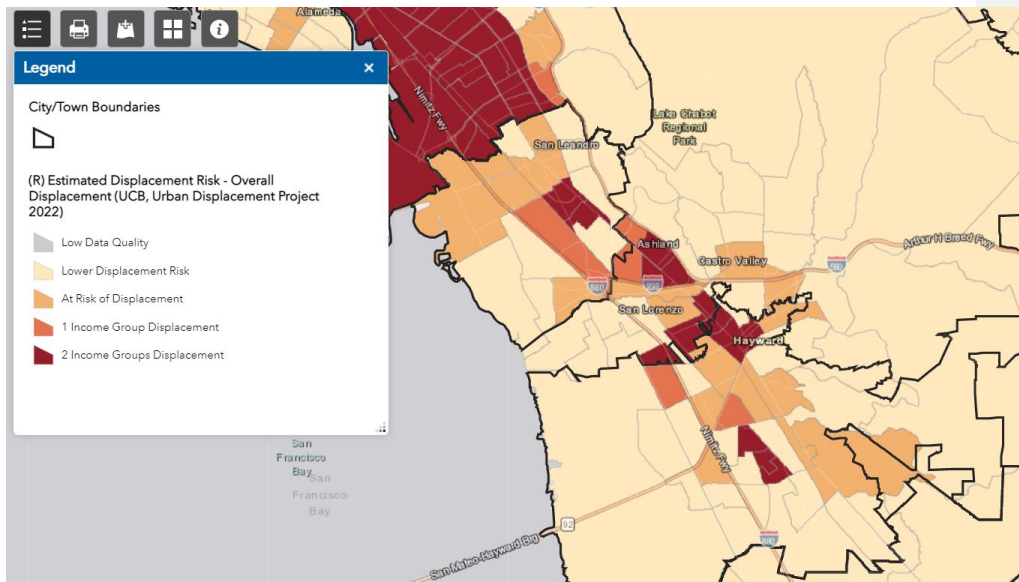 Legend
×
City/Town Boundaries
(R) Estimated Displacement Risk - Overall
Displacement (UCB, Urban Displacement Project
2022)
Low Data Quality
Lower Displacement Risk
At Risk of Displacement
1 Income Group Displacement
2 Income Groups Displacement
Alameda
Nimitz Fwy
San Leandro
Lake Chabot
Regional
Park
Ashland
Castro Valley
Arthur H Breed Fwy
580
880
238
San Lorenzo
Hayward
Nimitz Fwy
San
Francisco
Bay
San
Francisco
Bay
92
San Mateo-Hayward Brg
880